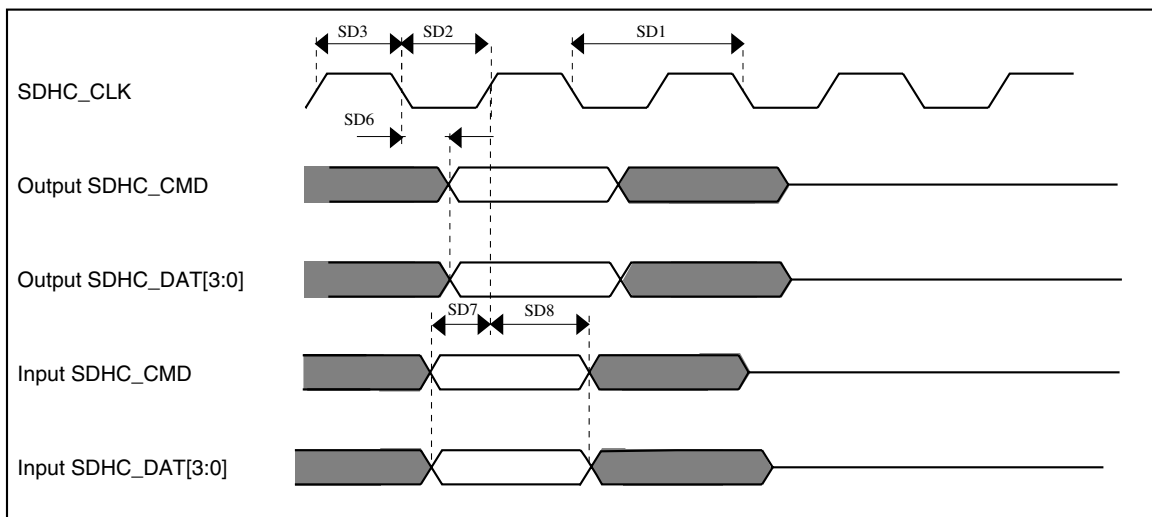 SD3
SD2
SD1
SDHC_CLK
SD6
Output SDHC_CMD
Output SDHC_DAT[3:0]
SD7
SD8
Input SDHC_CMD
Input SDHC_DAT[3:0]